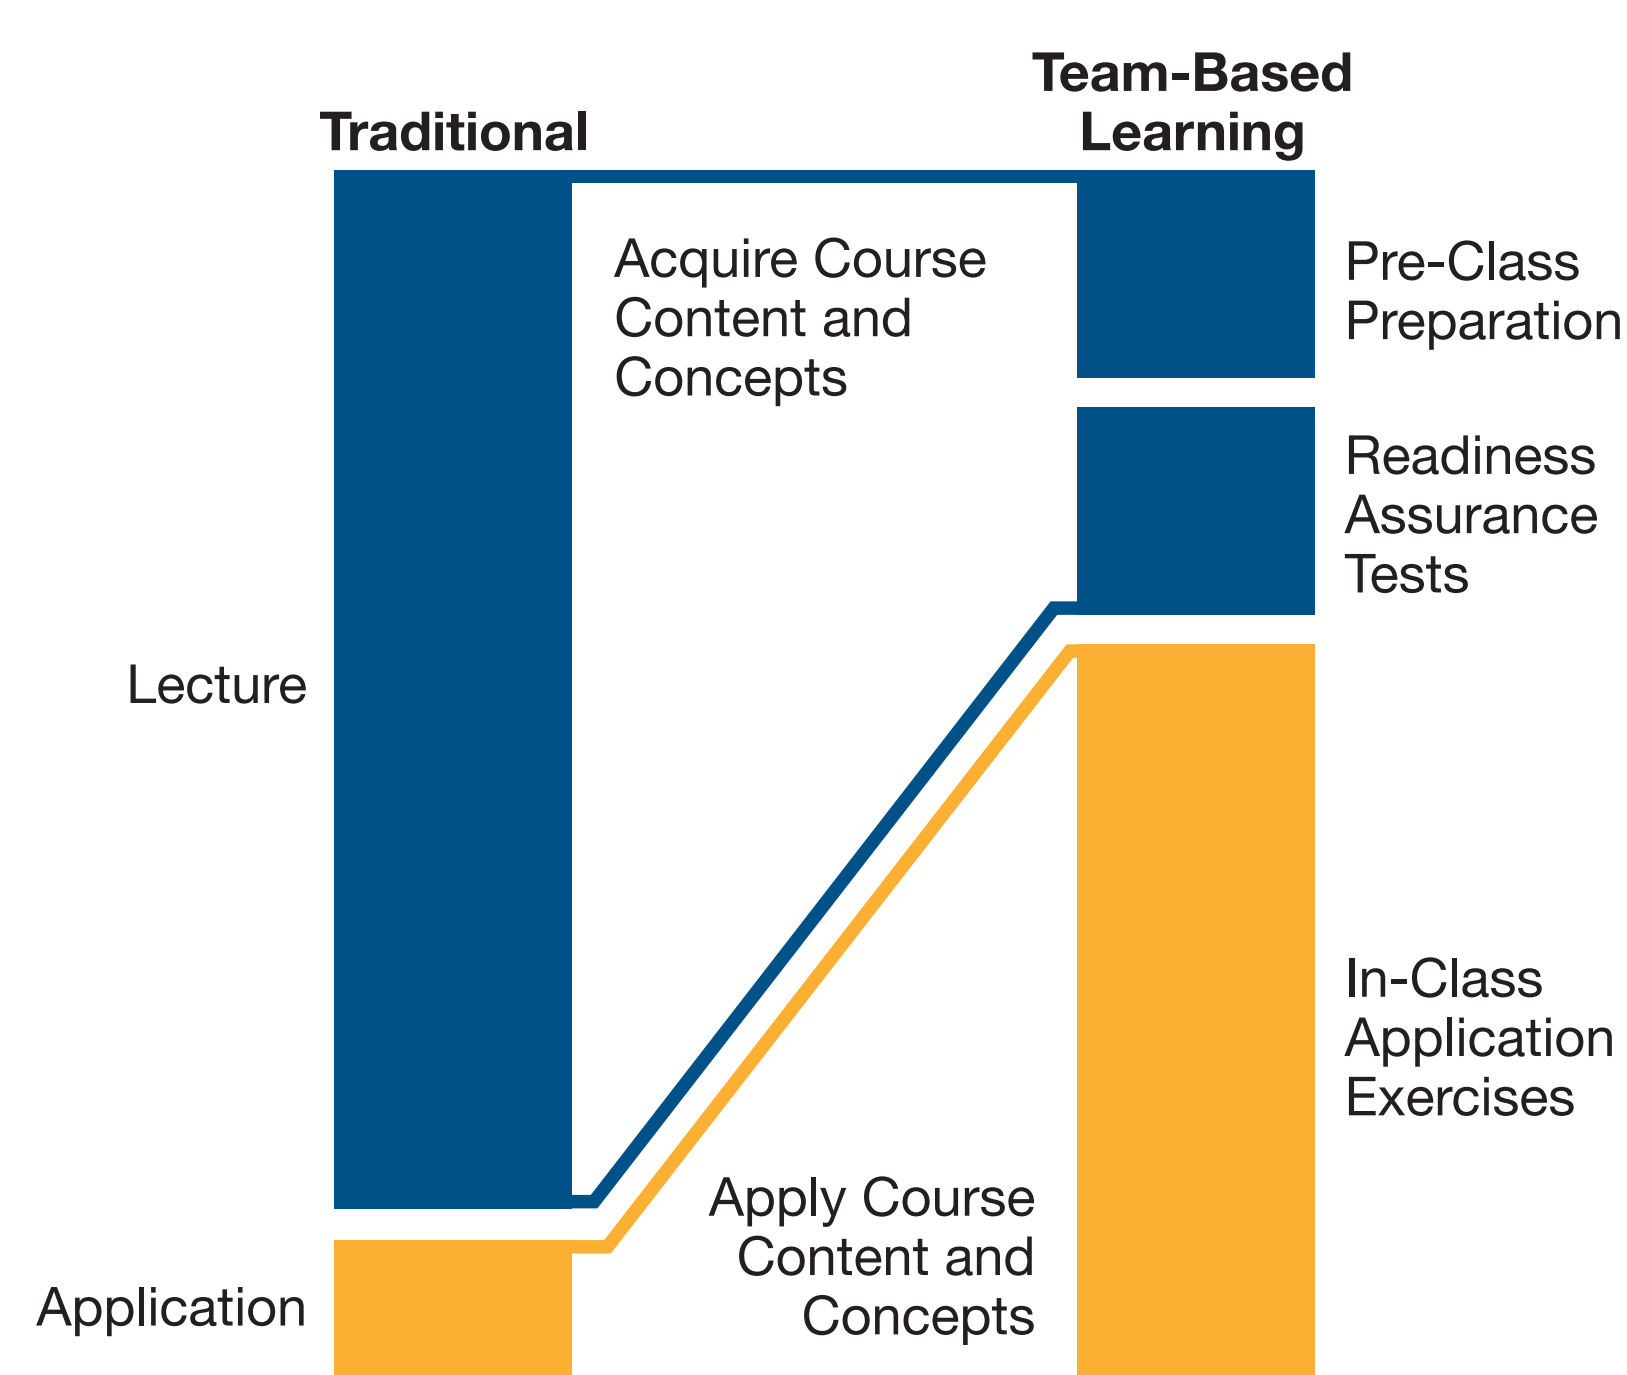 Traditional
Team-Based
Learning
Acquire Course
Content and
Concepts
Pre-Class
Preparation
Readiness
Assurance
Tests
Lecture
In-Class
Application
Exercises
Apply Course
Content and
Concepts
Application